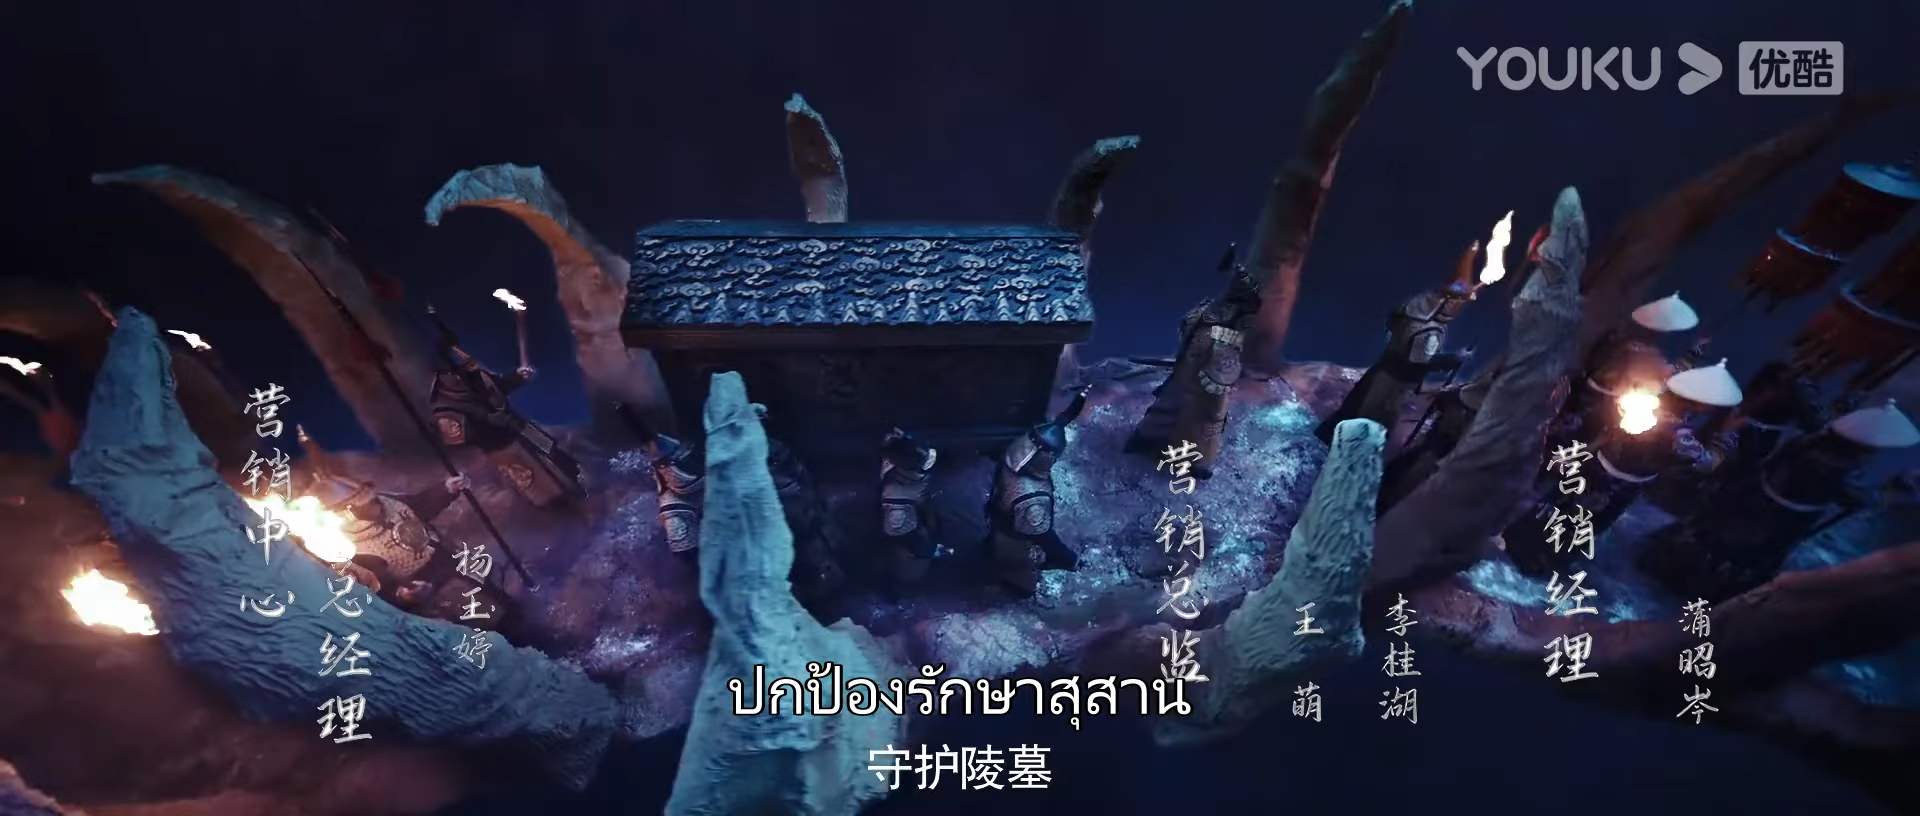 YOUKU 优酷
营销中心
总经理
杨玉婷
营销总监
王萌
李桂湖
营销经理
蒲昭岑
ปกป้องรักษาสุสาน
守护陵墓